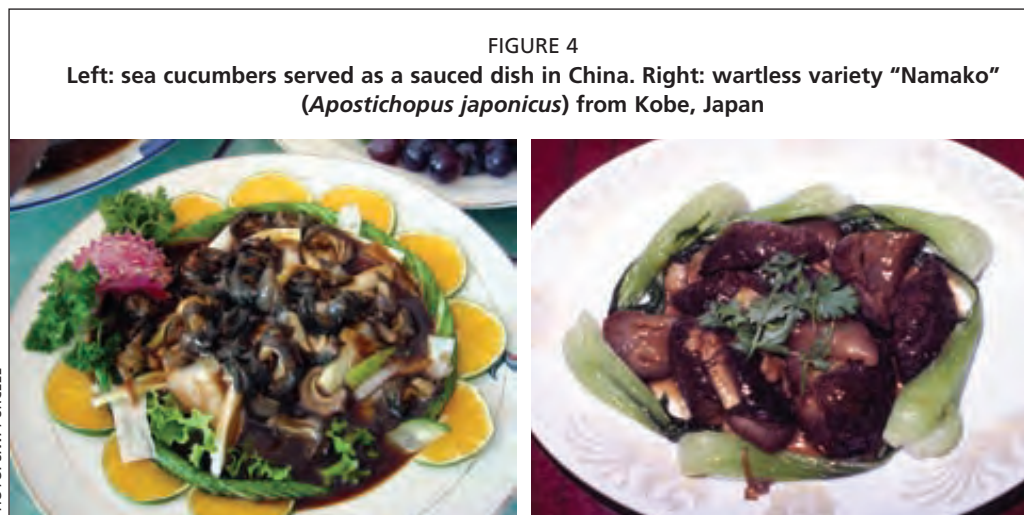 FIGURE 4
Left: sea cucumbers served as a sauced dish in China. Right: wartless variety “Namako”
(Apostichopus japonicus) from Kobe, Japan